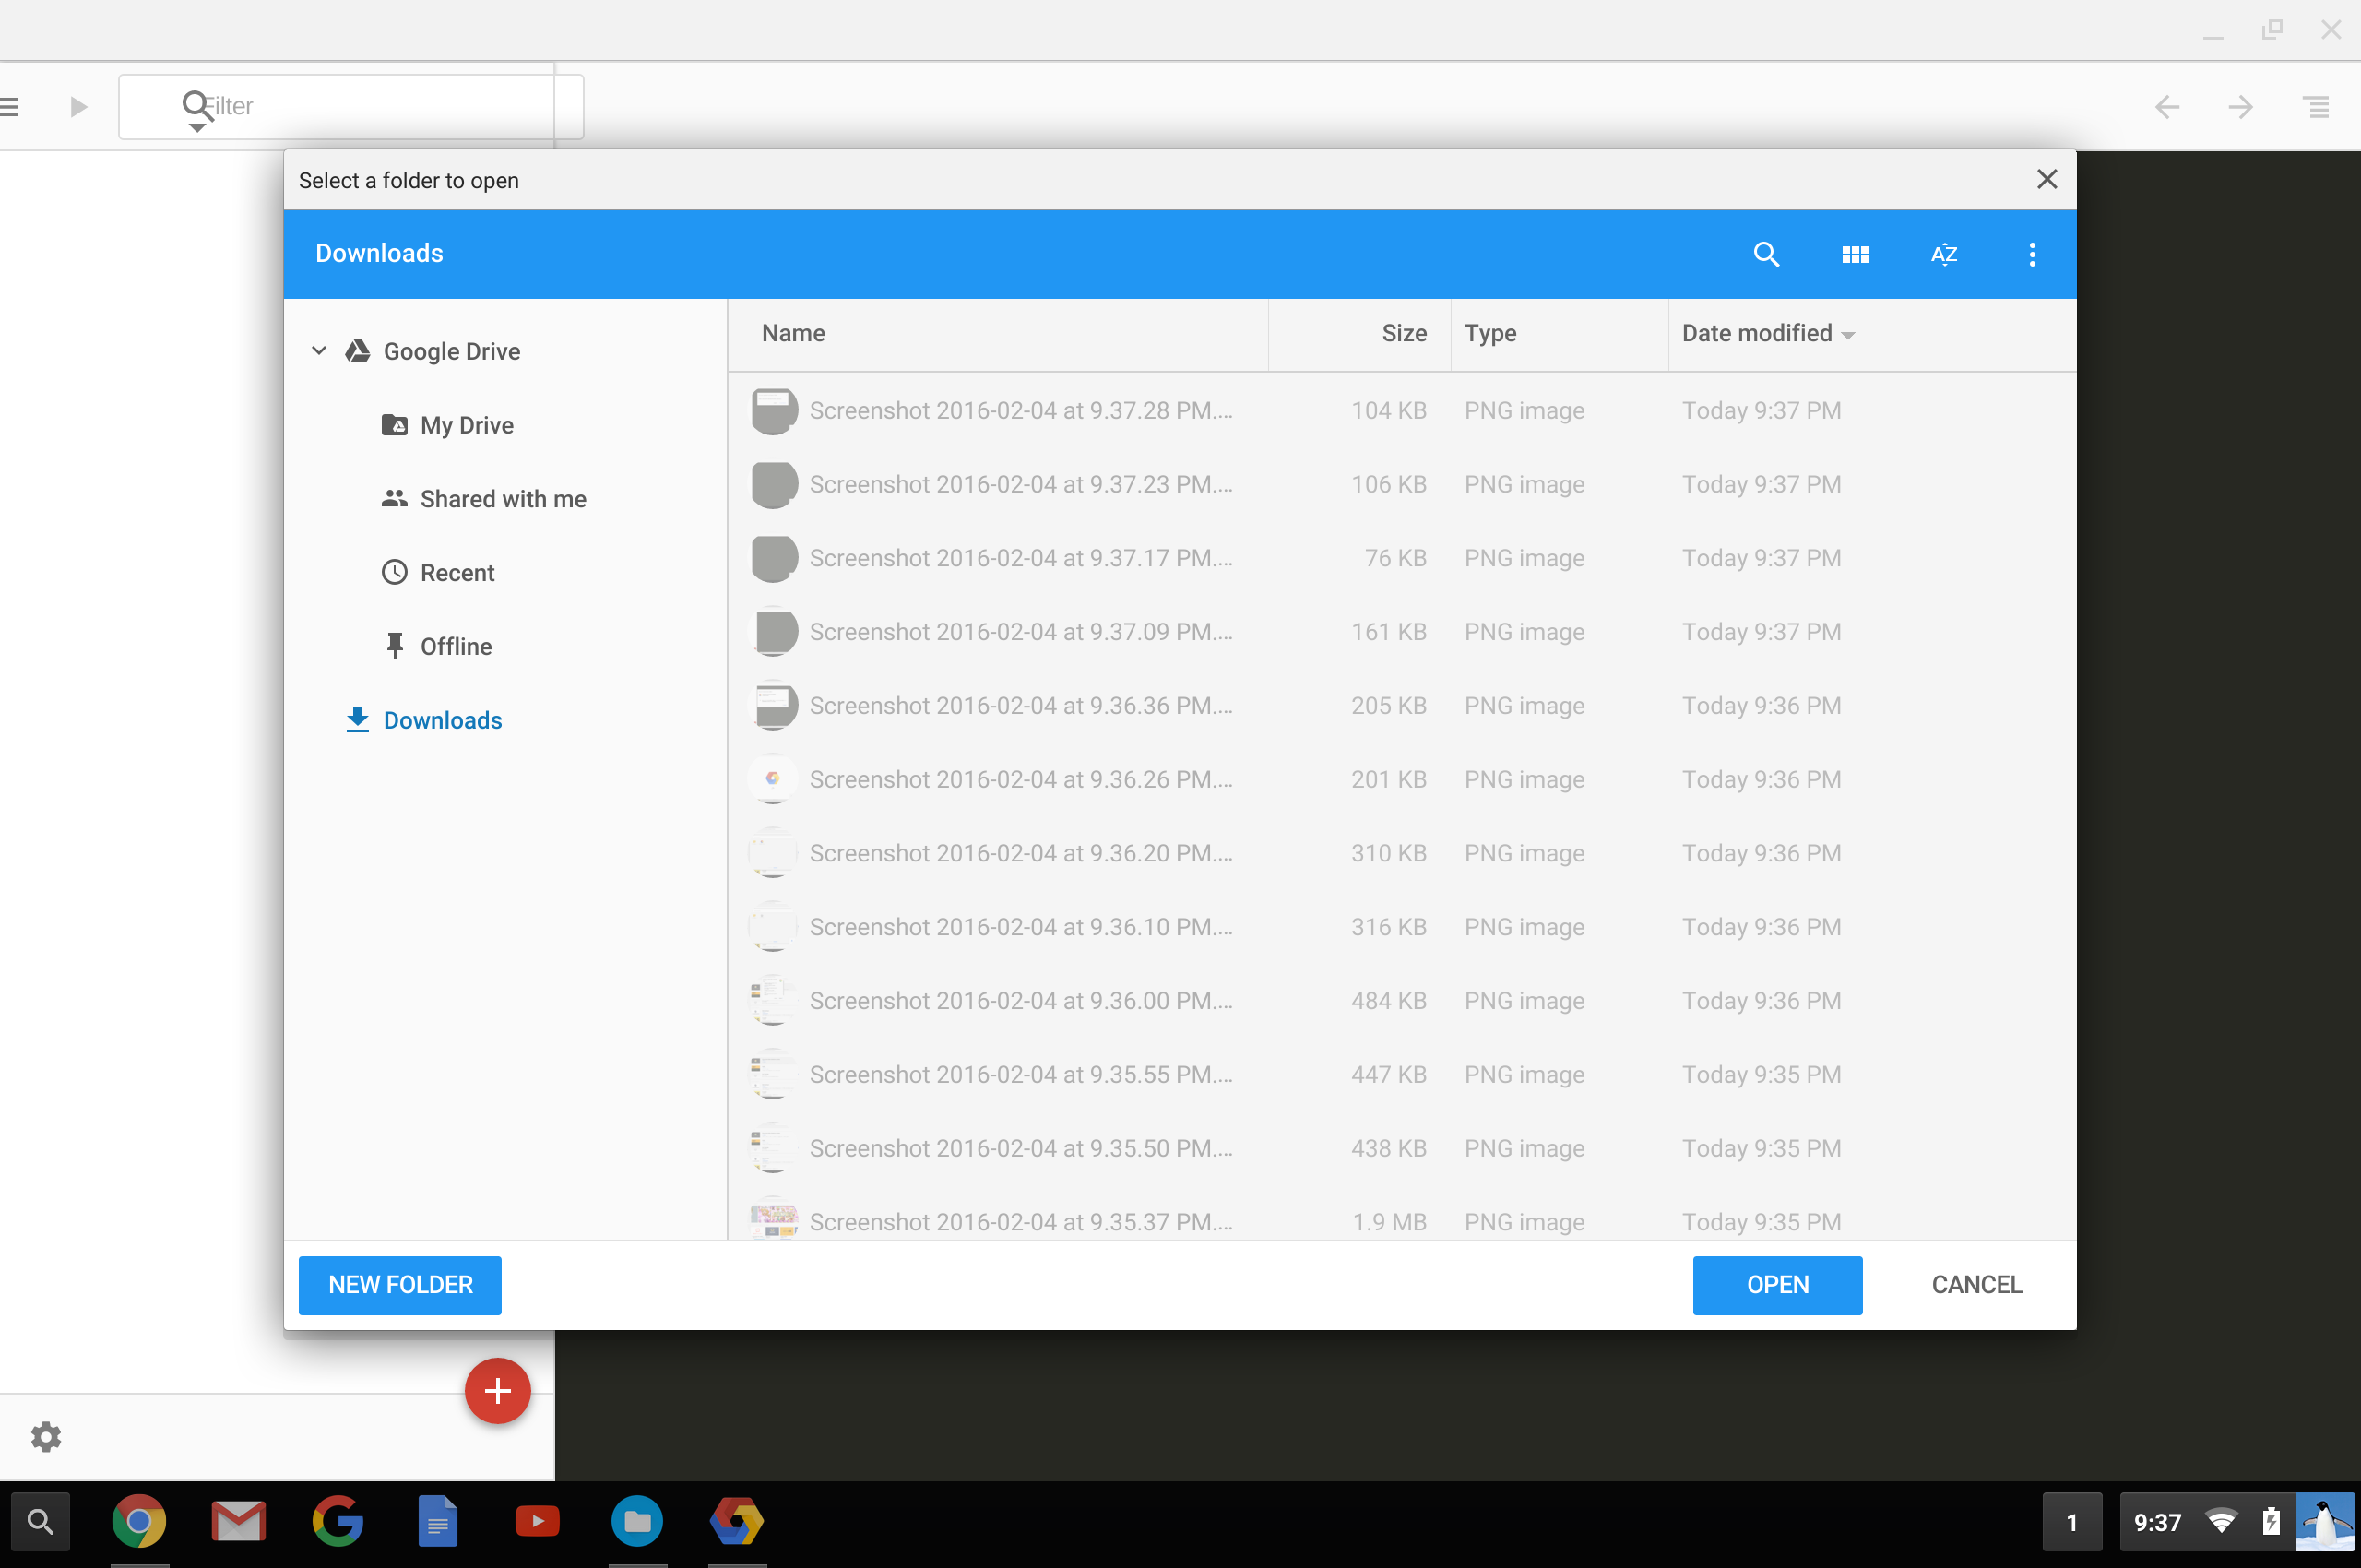 Filter
Select a folder to open
Downloads
AZ
Google Drive
My Drive
Shared with me
Recent
Offline
Downloads
Name Size Type Date modified
Screenshot 2016-02-04 at 9.37.28 PM.... 104 KB PNG image Today 9:37 PM
Screenshot 2016-02-04 at 9.37.23 PM.... 106 KB PNG image Today 9:37 PM
Screenshot 2016-02-04 at 9.37.17 PM.... 76 KB PNG image Today 9:37 PM
Screenshot 2016-02-04 at 9.37.09 PM.... 161 KB PNG image Today 9:37 PM
Screenshot 2016-02-04 at 9.36.36 PM.... 205 KB PNG image Today 9:36 PM
Screenshot 2016-02-04 at 9.36.26 PM.... 201 KB PNG image Today 9:36 PM
Screenshot 2016-02-04 at 9.36.20 PM.... 310 KB PNG image Today 9:36 PM
Screenshot 2016-02-04 at 9.36.10 PM.... 316 KB PNG image Today 9:36 PM
Screenshot 2016-02-04 at 9.36.00 PM.... 484 KB PNG image Today 9:36 PM
Screenshot 2016-02-04 at 9.35.55 PM.... 447 KB PNG image Today 9:35 PM
Screenshot 2016-02-04 at 9.35.50 PM.... 438 KB PNG image Today 9:35 PM
Screenshot 2016-02-04 at 9.35.37 PM.... 1.9 MB PNG image Today 9:35 PM
NEW FOLDER OPEN CANCEL
1 9:37